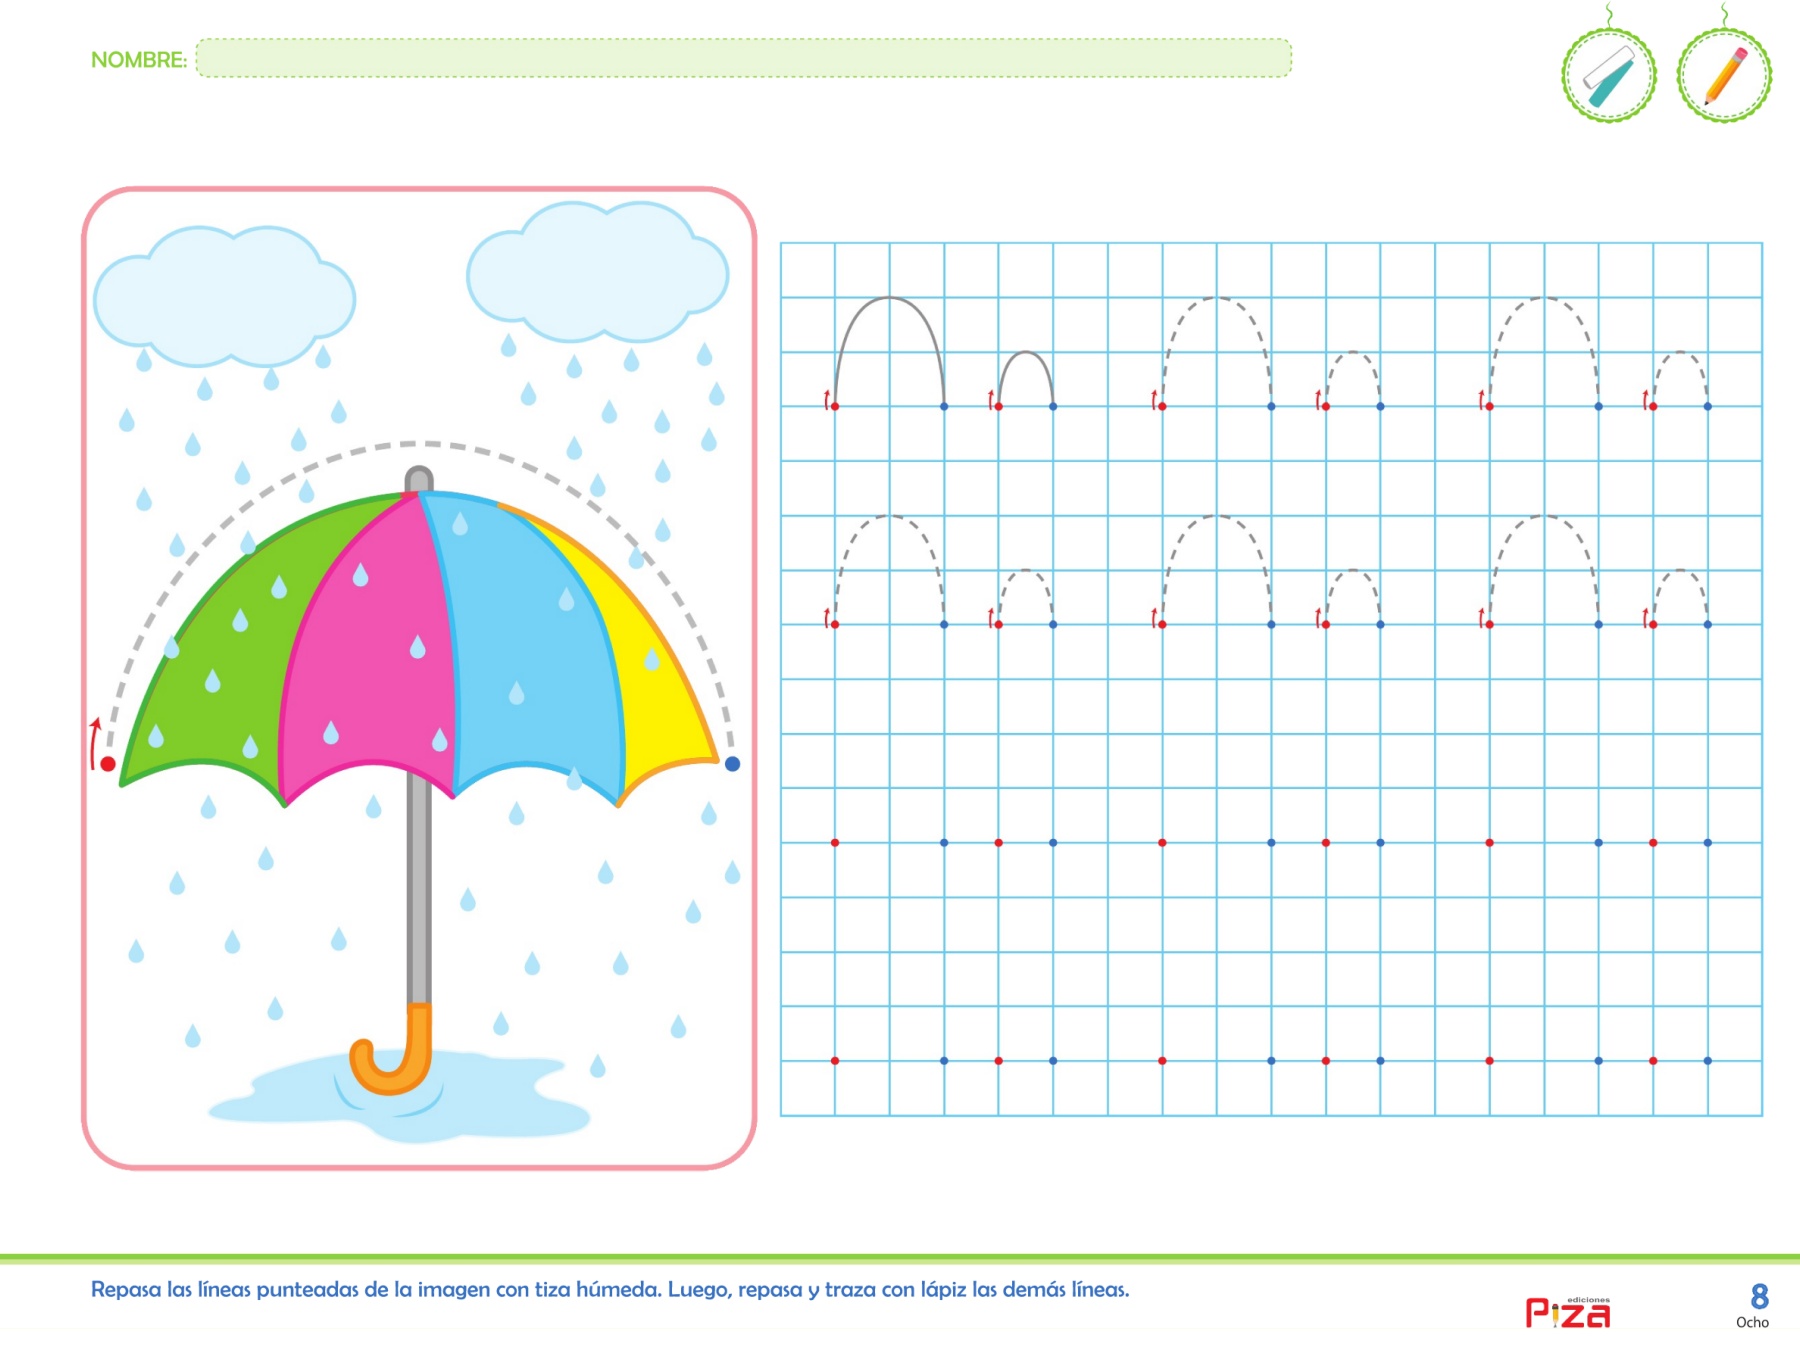 NOMBRE:
Repasa las líneas punteadas de la imagen con tiza húmeda. Luego, repasa y traza con lápiz las demás líneas.
ediciones
Piza
8
Ocho